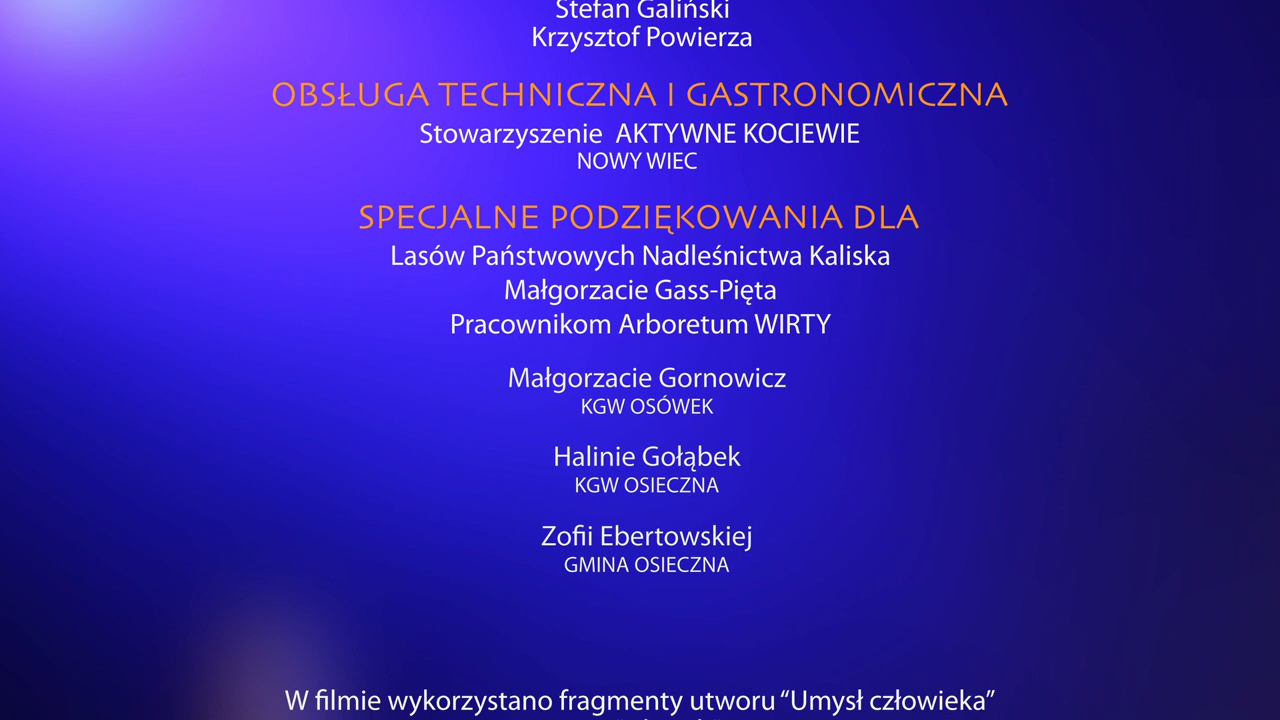 Stefan Galiński
Krzysztof Powierza
OBSŁUGA TECHNICZNA I GASTRONOMICZNA
Stowarzyszenie AKTYWNE KOCIEWIE
NOWY WIEC
SPECJALNE PODZIĘKOWANIA DLA
Lasów Państwowych Nadleśnictwa Kaliska
Małgorzacie Gass-Pięta
Pracownikom Arboretum WIRTY
Małgorzacie Gornowicz
KGW OSÓWEK
Halinie Gołąbek
KGW OSIECZNA
Zofii Ebertowskiej
GMINA OSIECZNA
W filmie wykorzystano fragmenty utworu “Umysł człowieka”